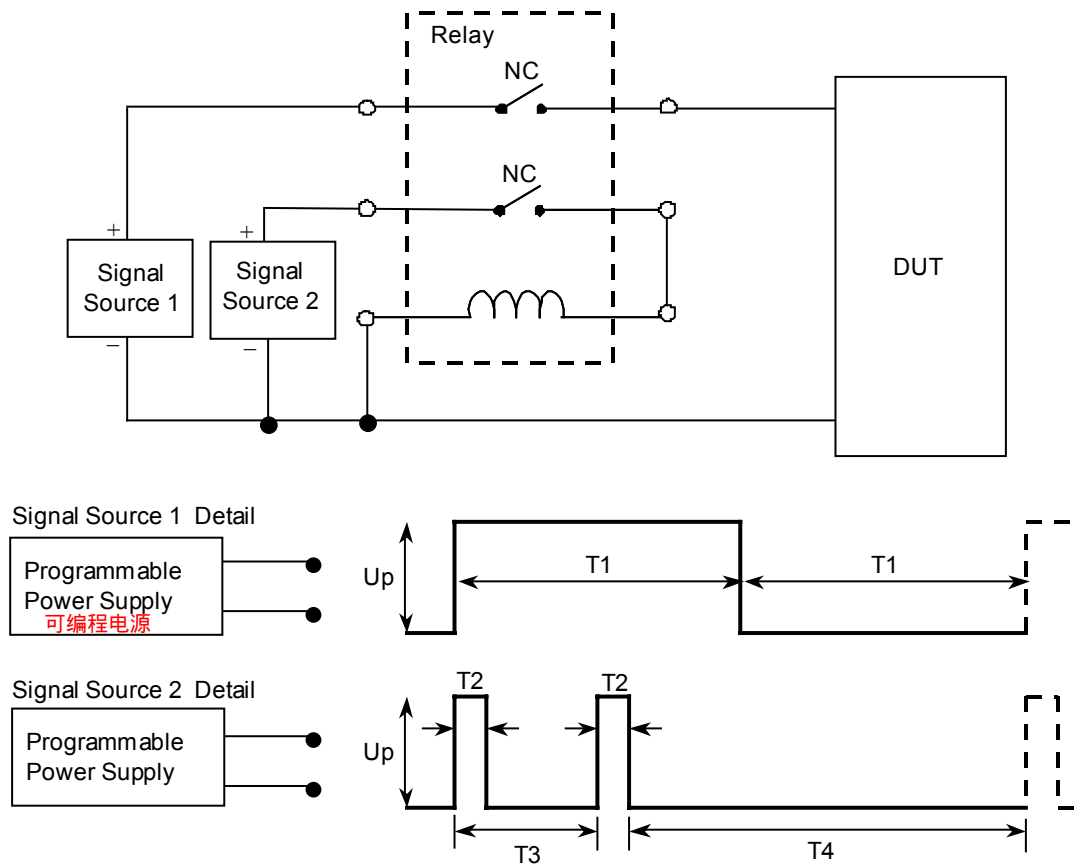 Relay
NC
NC
+
+
Signal
Source 1
Signal
Source 2
DUT
−
−
Signal Source 1 Detail
Programmable
Power Supply
可编程电源
Up
T1
T1
Signal Source 2 Detail
Programmable
Power Supply
Up
T2
T2
T3
T4